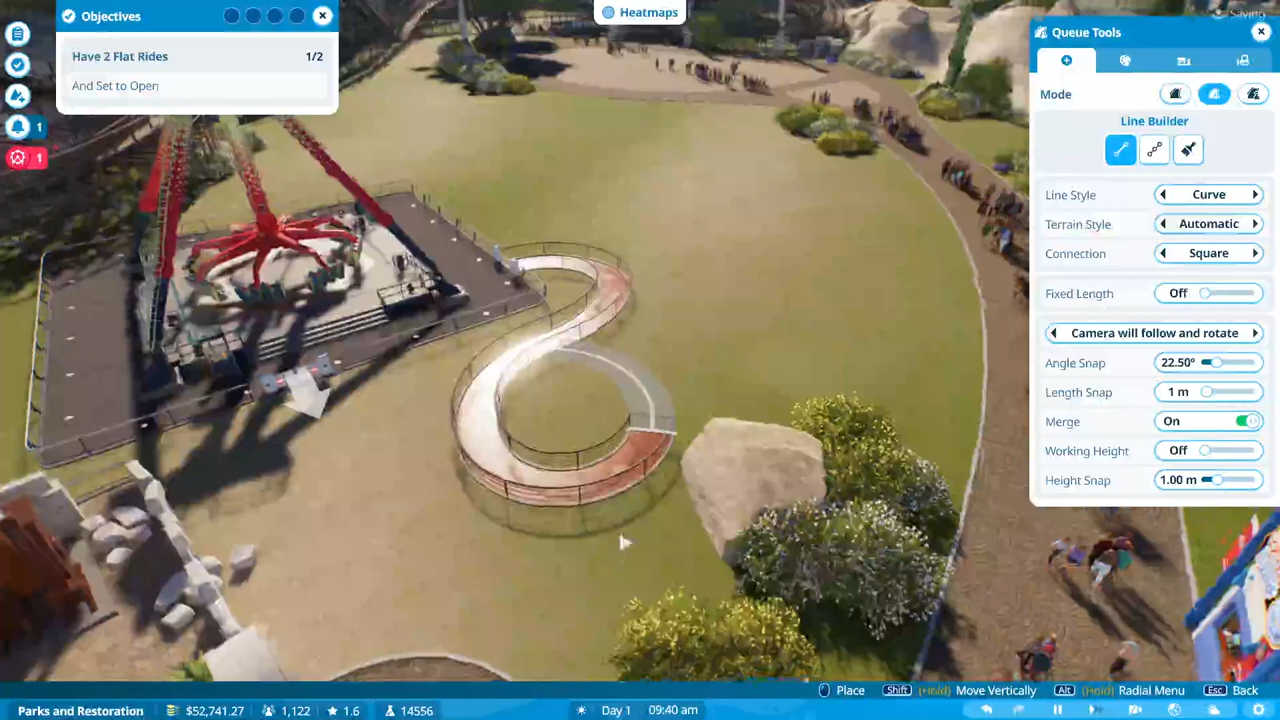 Objectives
Have 2 Flat Rides 1/2
And Set to Open
1
1
Heatmaps
Saving
Queue Tools
Mode
Line Builder
Line Style Curve
Terrain Style Automatic
Connection Square
Fixed Length Off
Camera will follow and rotate
Angle Snap 22.50°
Length Snap 1 m
Merge On
Working Height Off
Height Snap 1.00 m
Place Shift (Hold) Move Vertically Alt (Hold) Radial Menu Esc Back
Parks and Restoration $52,741.27 1,122 1.6 14556 Day 1 09:40 am